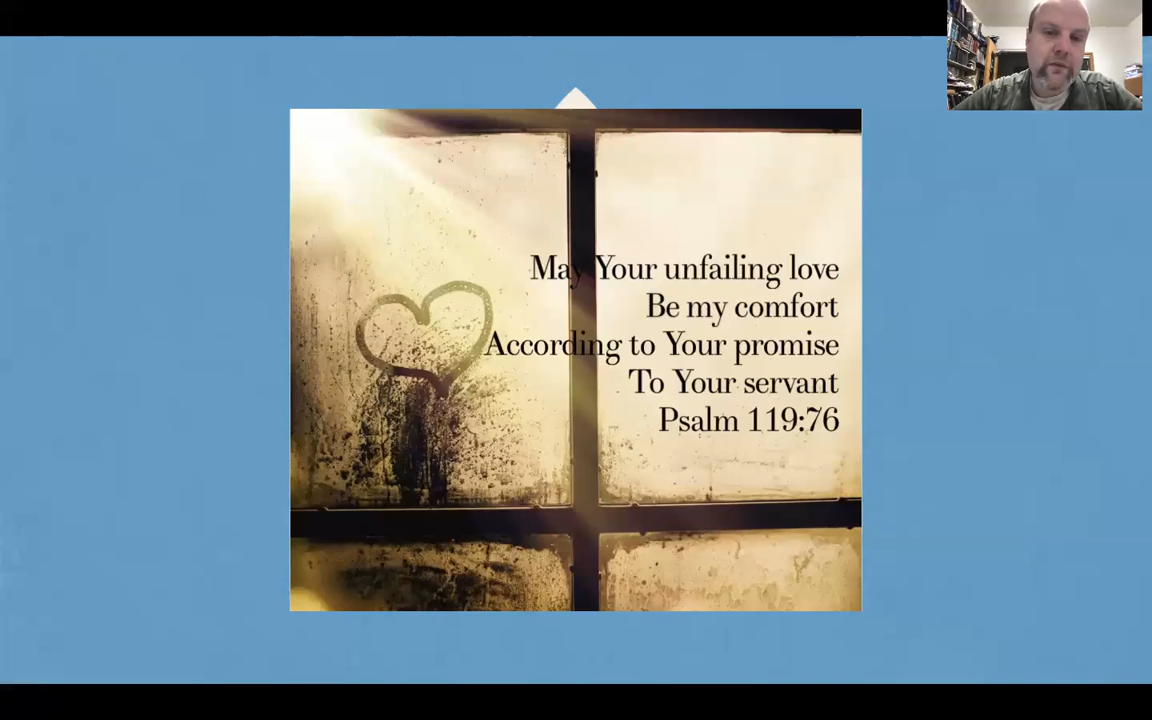 May Your unfailing love
Be my comfort
According to Your promise
To Your servant
Psalm 119:76